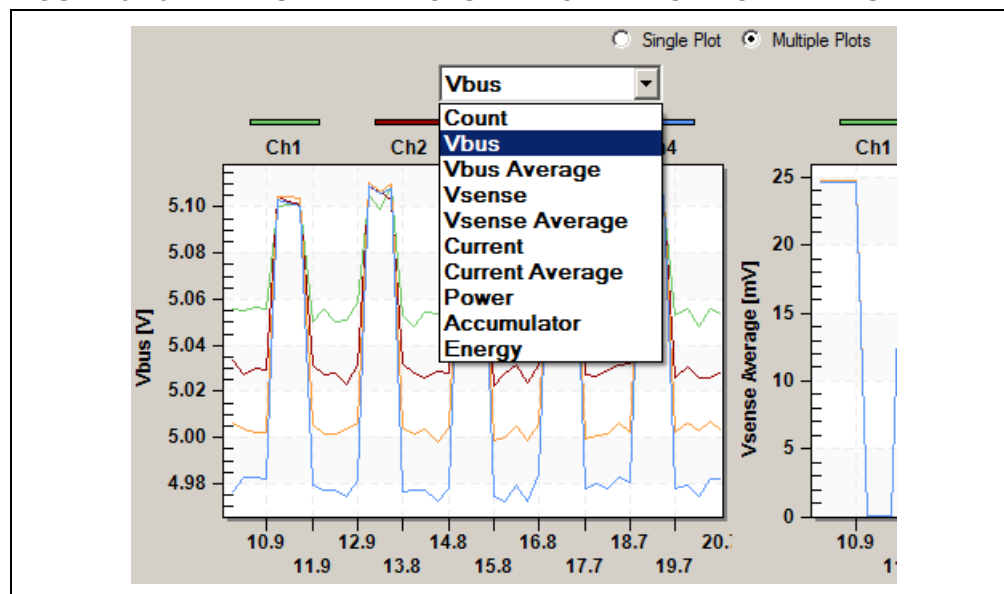 Single Plot Multiple Plots
Vbus
Count
Vbus
Vbus Average
Vsense
Vsense Average
Current
Current Average
Power
Accumulator
Energy
Ch1 Ch2
Ch1
Vbus [V]
5.10
5.08
5.06
5.04
5.02
5.00
4.98
10.9 12.9 14.8 16.8 18.7
11.9 13.8 15.8 17.7 19.7
Vsense Average [mV]
25
20
15
10
5
0
10.9